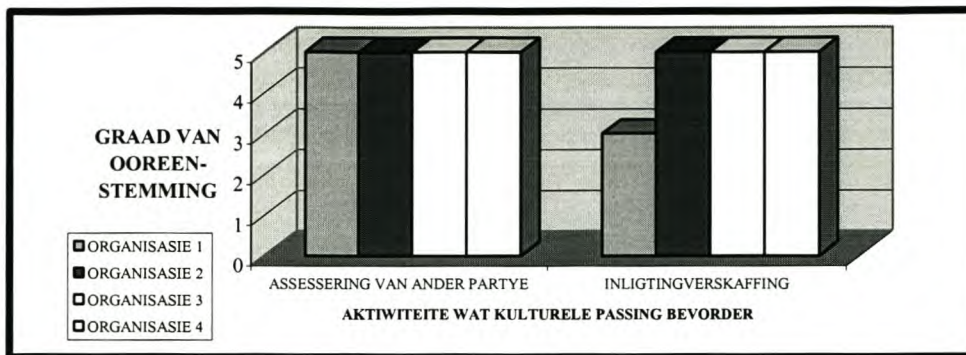 GRAAD VAN
OOREEN-
STEMMING
5
4
3
2
1
0
ORGANISASIE 1
ORGANISASIE 2
ORGANISASIE 3
ORGANISASIE 4
ASSESSERING VAN ANDER PARTYE
INLIGTINGVERSKAFFING
AKTIWITEITE WAT KULTURELE PASSING BEVORDER